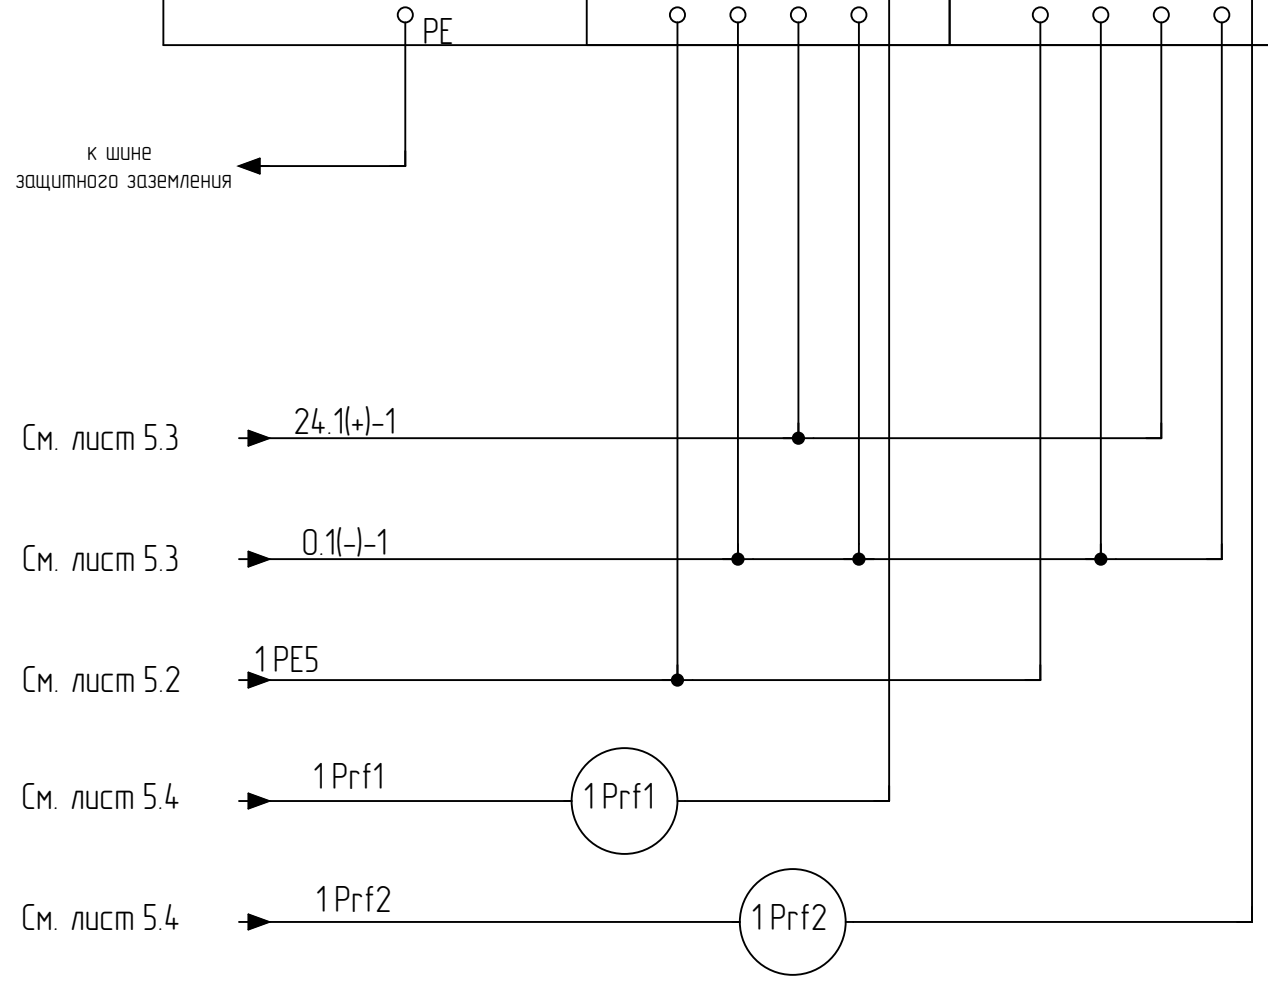 PE
к шине
защитного заземления
См. лист 5.3
24.1(+)-1
См. лист 5.3
0.1(-)-1
См. лист 5.2
1PE5
См. лист 5.4
1Prf1
1Prf1
См. лист 5.4
1Prf2
1Prf2